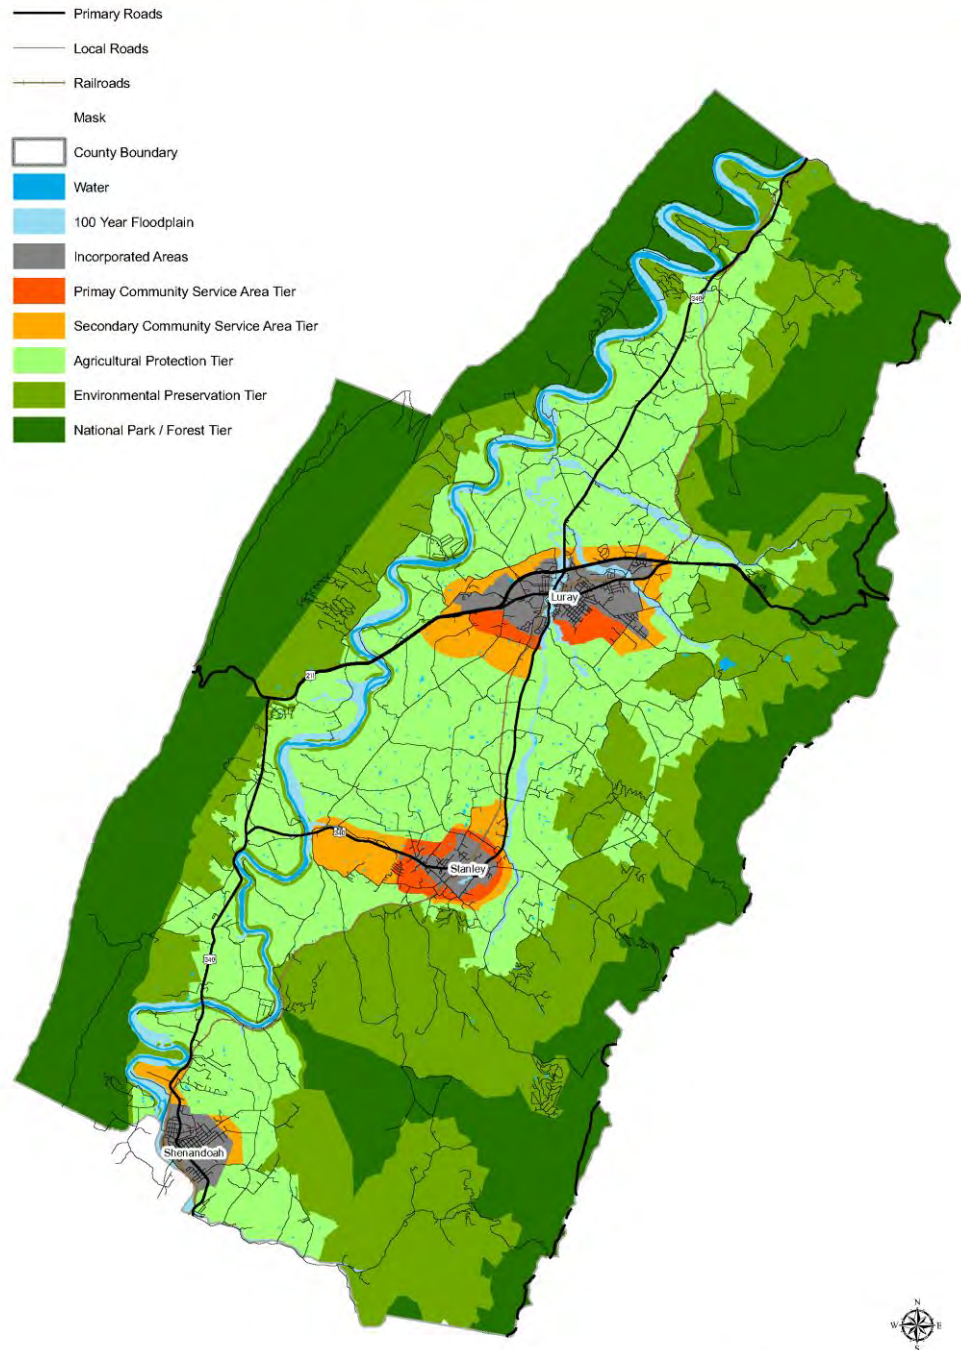 Primary Roads
Local Roads
Railroads
Mask
County Boundary
Water
100 Year Floodplain
Incorporated Areas
Primay Community Service Area Tier
Secondary Community Service Area Tier
Agricultural Protection Tier
Environmental Preservation Tier
National Park / Forest Tier
340
Luray
211
340
Stanley
340
Shenandoah
N
W E
S